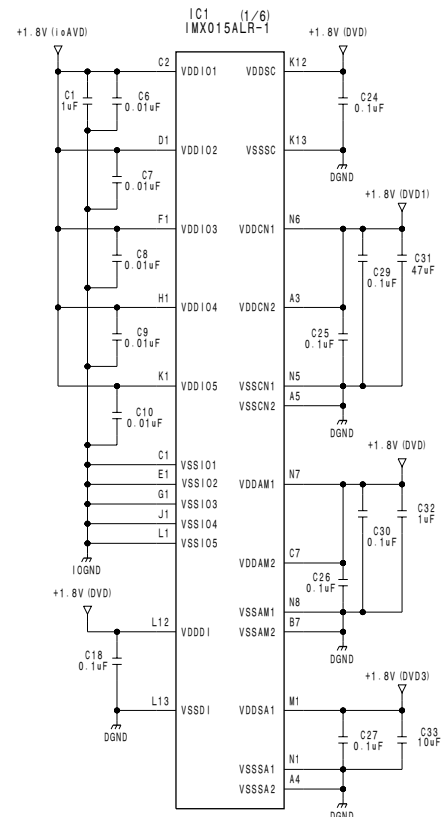 IC1 (1/6)
IMX015ALR-1
+1.8V(ioAVD)
+1.8V(DVD)
C2 VDDIO1
VDDSC K12
C1
1uF
C6
0.01uF
C24
0.1uF
D1 VDDIO2
VSSSC K13
DGND
C7
0.01uF
+1.8V(DVD1)
F1 VDDIO3
VDDCN1 N6
C8
0.01uF
C29
0.1uF
C31
47uF
H1 VDDIO4
VDDCN2 A3
C9
0.01uF
C25
0.1uF
K1 VDDIO5
VSSCN1 N5
VSSCN2 A5
C10
0.01uF
DGND
+1.8V(DVD)
C1 VSSIO1
E1 VSSIO2
VDDAM1 N7
G1 VSSIO3
J1 VSSIO4
L1 VSSIO5
C30
0.1uF
C32
1uF
IOGND
VDDAM2 C7
C26
0.1uF
+1.8V(DVD)
VSSAM1 N8
L12 VDDDI
VSSAM2 B7
C18
0.1uF
DGND
+1.8V(DVD3)
L13 VSSDI
VDDSA1 M1
DGND
C27
0.1uF
C33
10uF
VSSSA1 N1
VSSSA2 A4
DGND